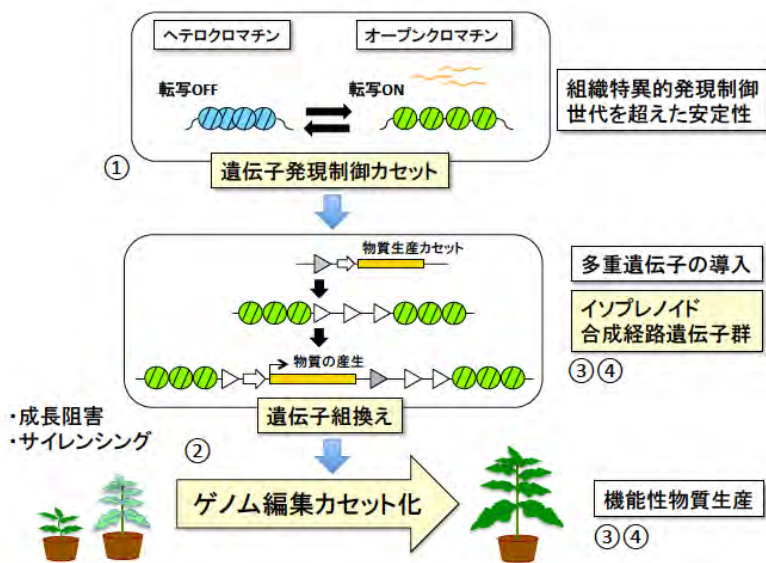 ヘテロクロマチン
オープンクロマチン
転写OFF
転写ON
組織特異的発現制御
世代を超えた安定性
①
遺伝子発現制御カセット
物質生産カセット
多重遺伝子の導入
イソプレノイド
合成経路遺伝子群
物質の産生
③④
遺伝子組換え
・成長阻害
・サイレンシング
②
ゲノム編集カセット化
機能性物質生産
③④